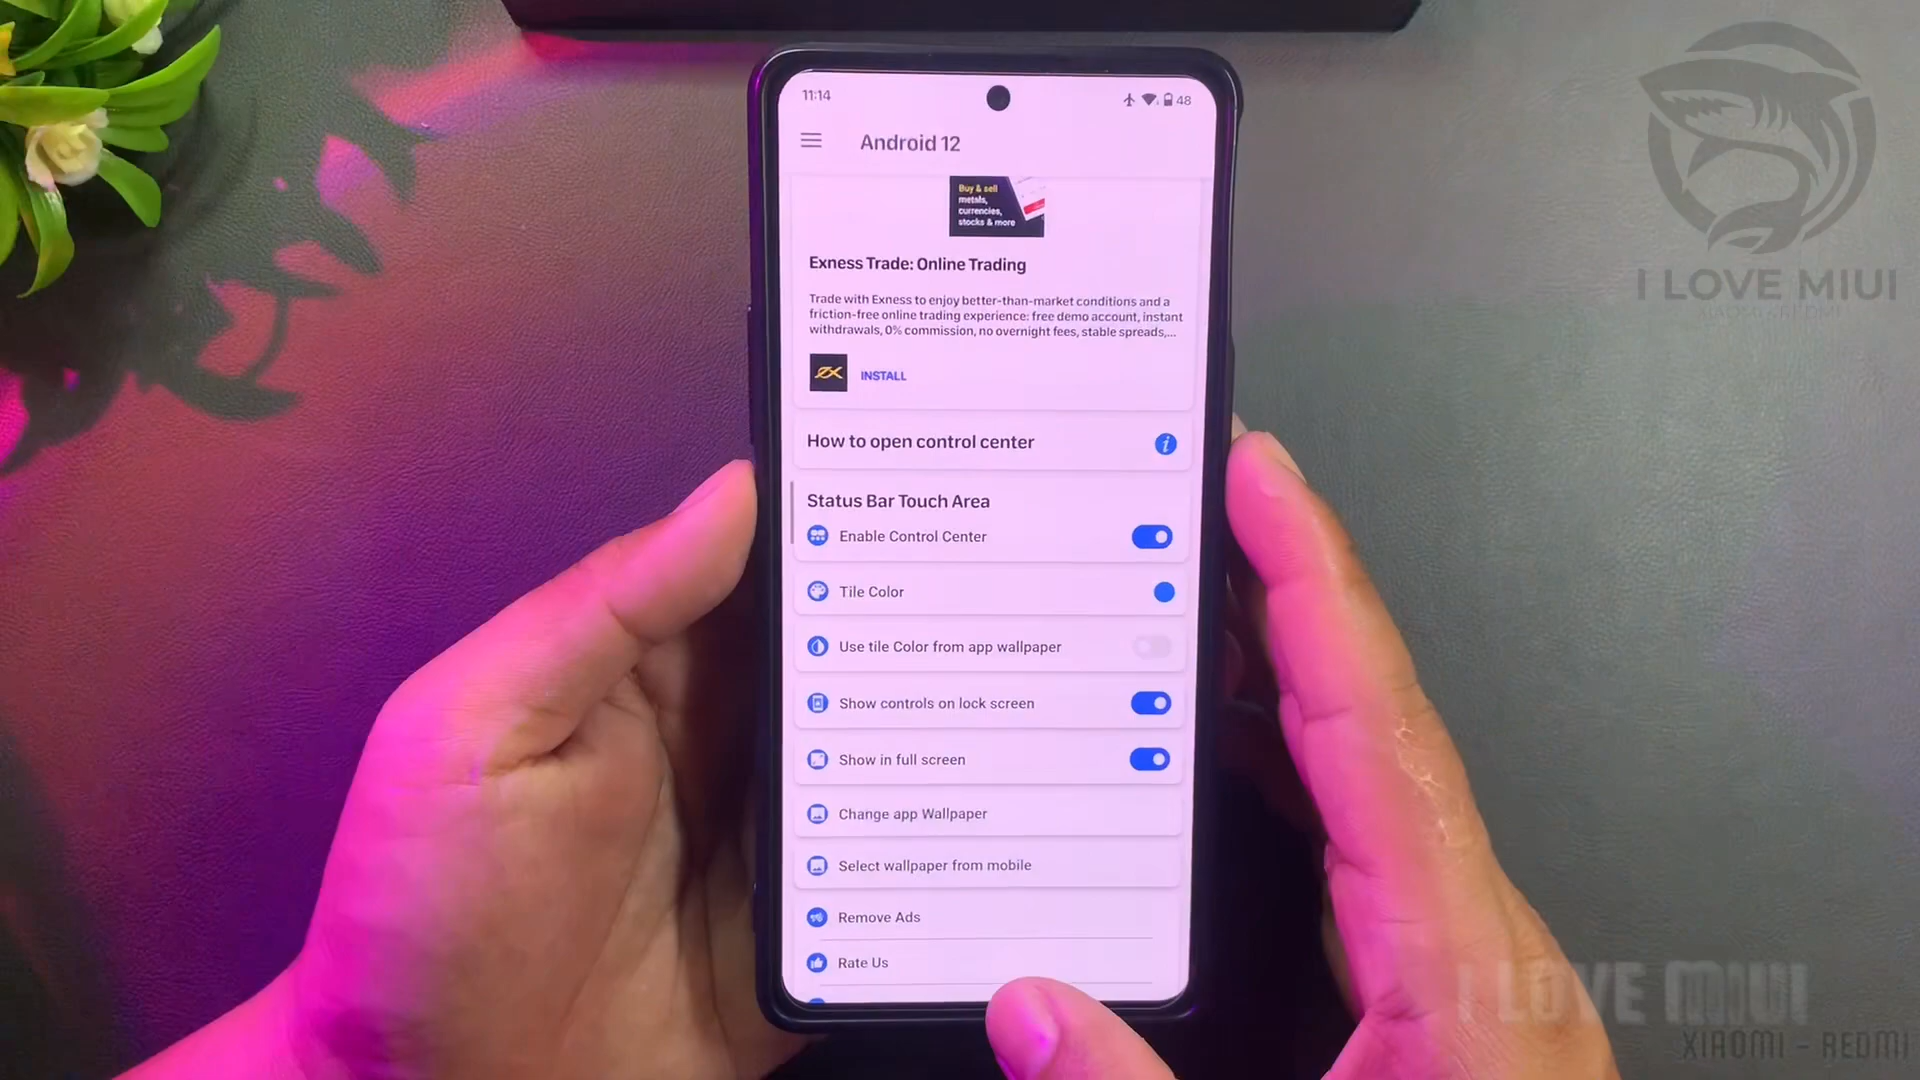 11:14
48
Android 12
Buy & sell
metals,
currencies,
stocks & more
Exness Trade: Online Trading
Trade with Exness to enjoy better-than-market conditions and a
friction-free online trading experience: free demo account, instant
withdrawals, 0% commission, no overnight fees, stable spreads,...
INSTALL
How to open control center
Status Bar Touch Area
Enable Control Center
Tile Color
Use tile Color from app wallpaper
Show controls on lock screen
Show in full screen
Change app Wallpaper
Select wallpaper from mobile
Remove Ads
Rate Us
I LOVE MIUI
I LOVE MIUI
XIAOMI - REDMI